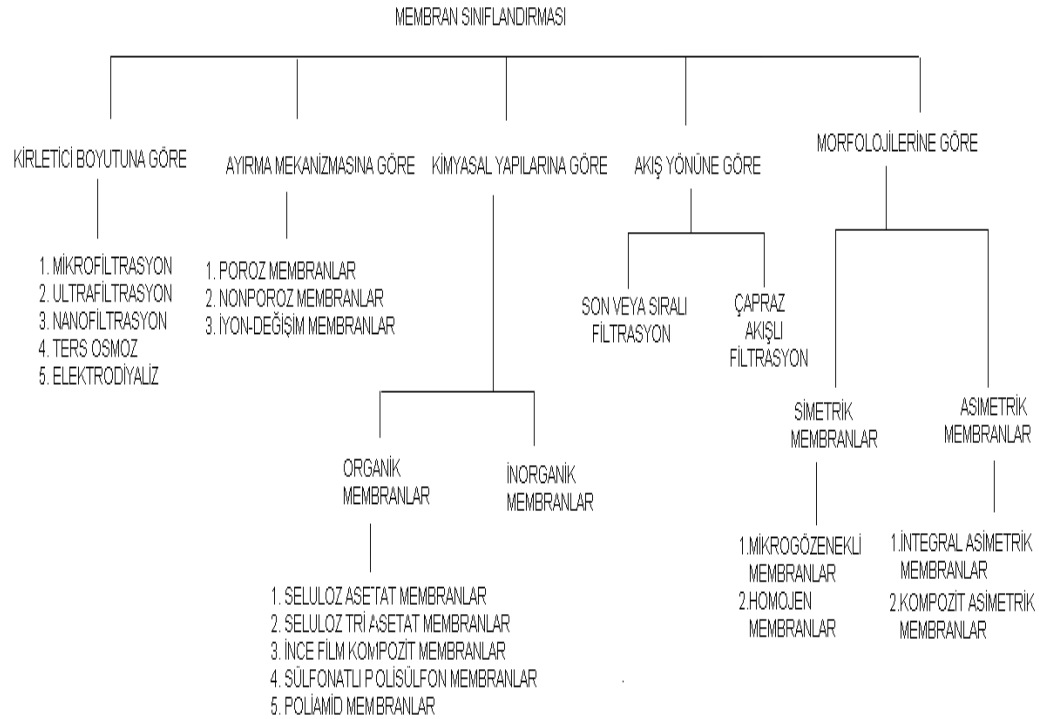 MEMBRAN SINIFLANDIRMASI
KİRLETİCİ BOYUTUNA GÖRE
1. MİKROFİLTRASYON
2. ULTRAFİLTRASYON
3. NANOFİLTRASYON
4. TERS OSMOZ
5. ELEKTRODİYALİZ
AYIRMA MEKANİZMASINA GÖRE
1. POROZ MEMBRANLAR
2. NONPOROZ MEMBRANLAR
3. İYON-DEĞİŞİM MEMBRANLAR
KİMYASAL YAPILARINA GÖRE
ORGANİK
MEMBRANLAR
1. SELULOZ ASETAT MEMBRANLAR
2. SELULOZ TRİ ASETAT MEMBRANLAR
3. İNCE FİLM KOMPOZİT MEMBRANLAR
4. SÜLFONATLI POLİSÜLFON MEMBRANLAR
5. POLİAMİD MEMBRANLAR
İNORGANİK
MEMBRANLAR
AKIŞ YÖNÜNE GÖRE
SON VEYA SIRALI
FİLTRASYON
ÇAPRAZ
AKIŞLI
FİLTRASYON
MORFOLOJİLERİNE GÖRE
SİMETRİK
MEMBRANLAR
1.MİKROGÖZENEKLİ
MEMBRANLAR
2.HOMOJEN
MEMBRANLAR
ASİMETRİK
MEMBRANLAR
1.İNTEGRAL ASİMETRİK
MEMBRANLAR
2.KOMPOZİT ASİMETRİK
MEMBRANLAR